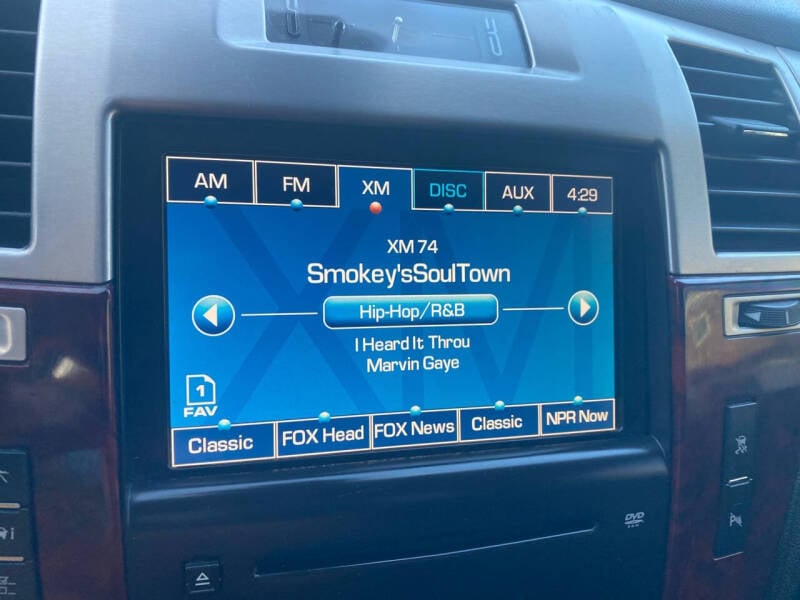 AM FM XM DISC AUX 4:29
XM
XM 74
Smokey'sSoulTown
Hip-Hop/R&B
I Heard It Throu
Marvin Gaye
1
FAV
Classic FOX Head FOX News Classic NPR Now
DVD